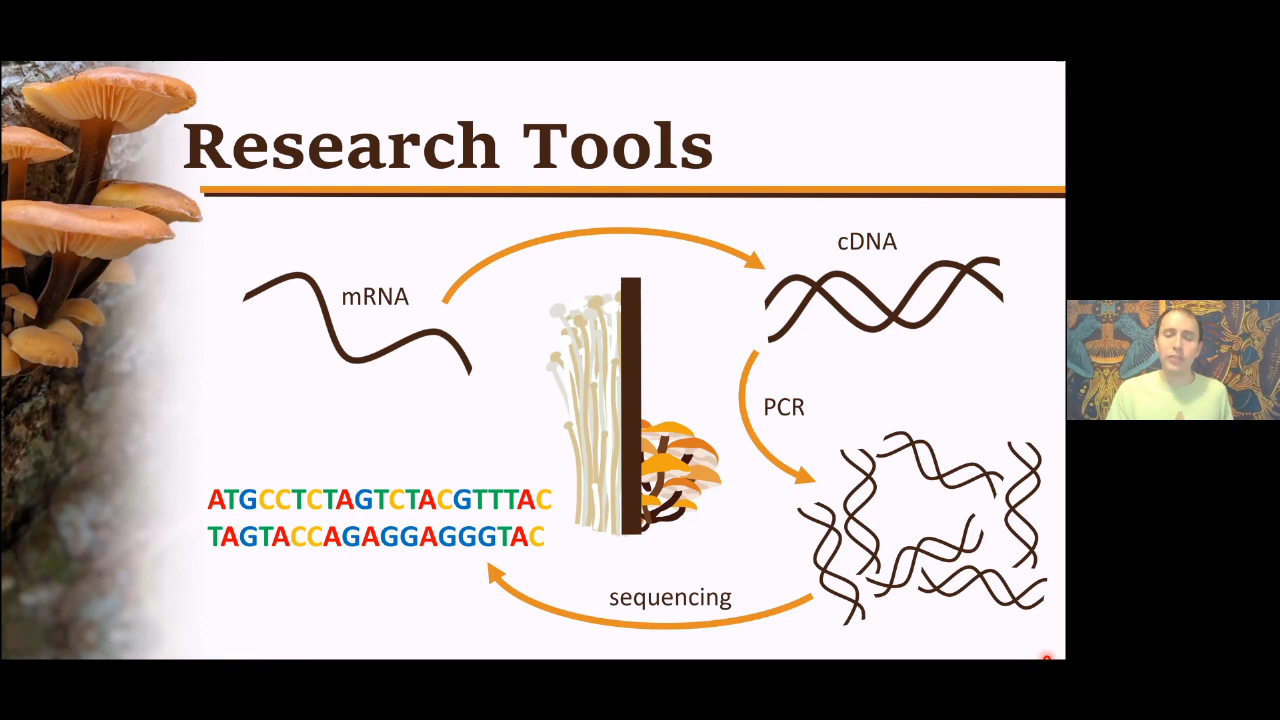 Research Tools
cDNA
mRNA
PCR
ATGCCTCTAGTCTACGTTTAC
TAGTACCAGAGGAGGGTAC
sequencing